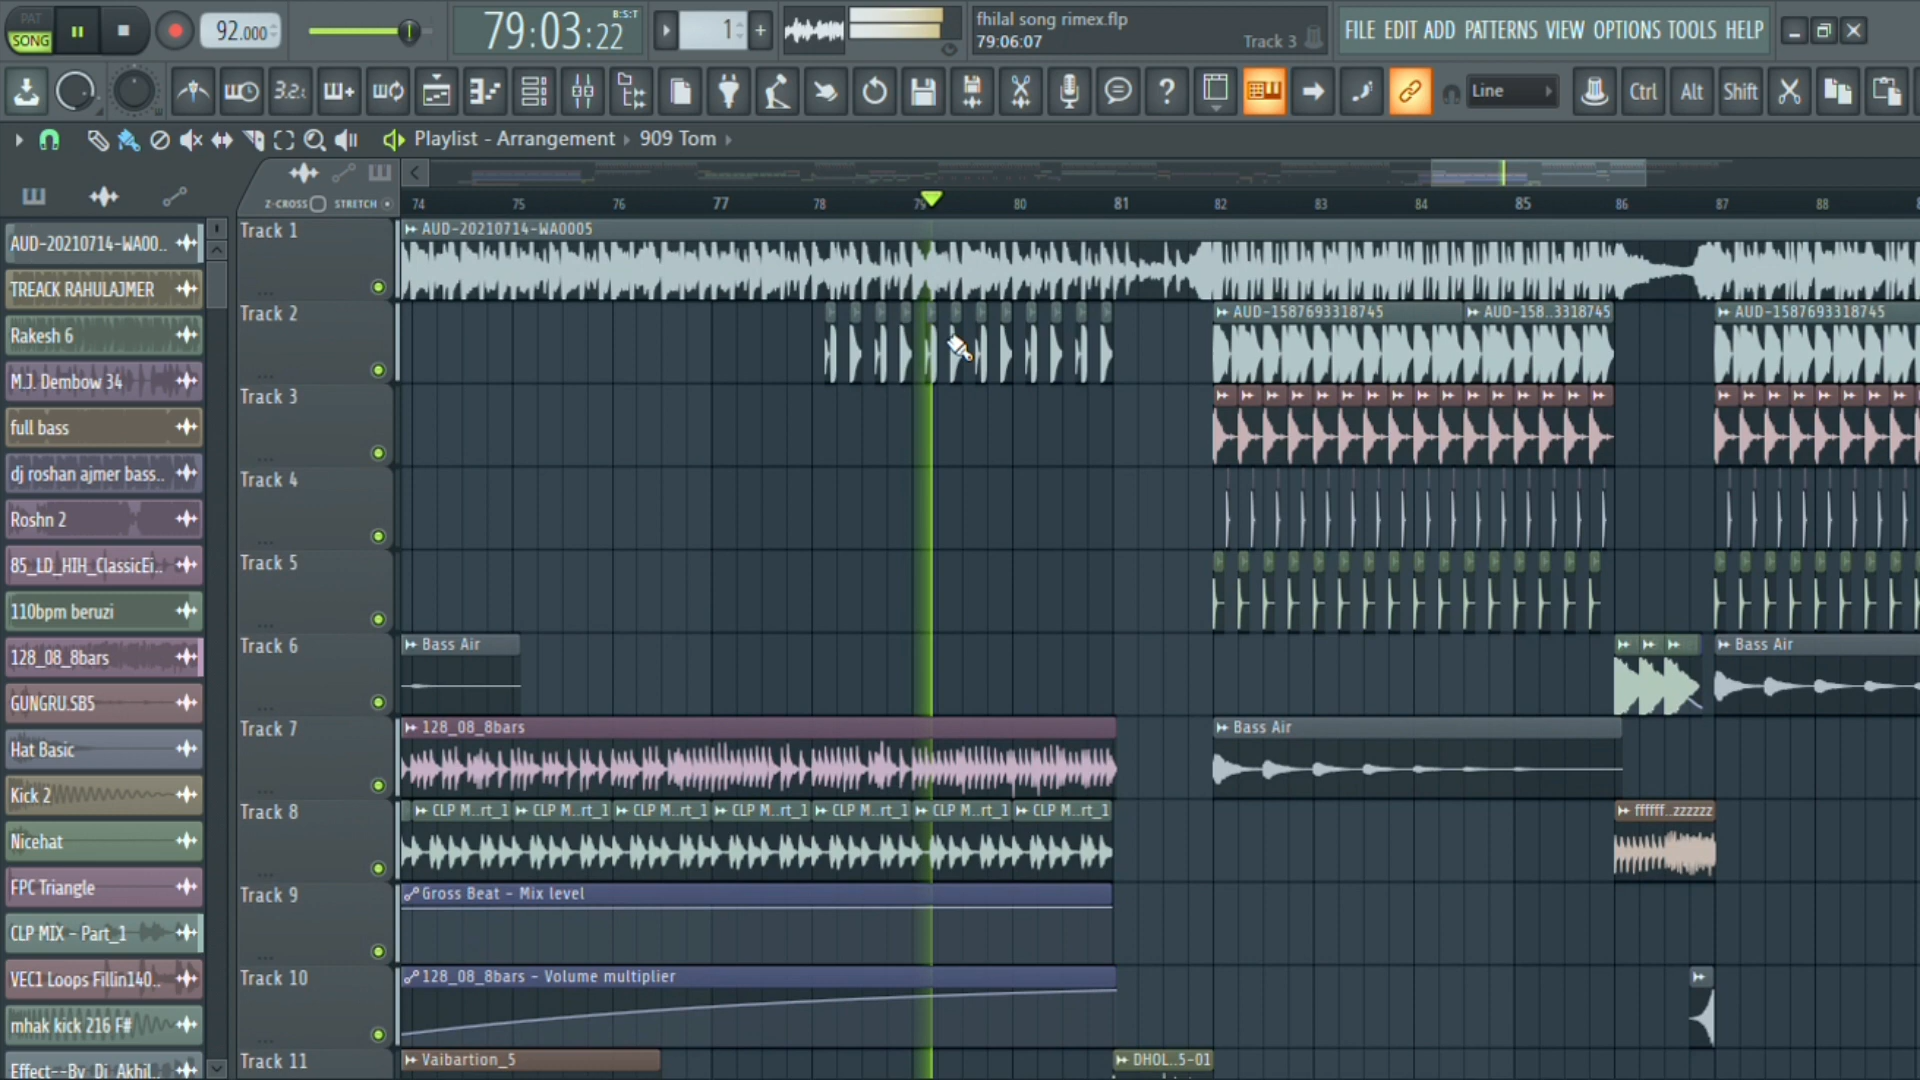 PAT
SONG
92.000
79:03:22
B:S:T
1
fhilal song rimex.flp
79:06:07
Track 3
FILE EDIT ADD PATTERNS VIEW OPTIONS TOOLS HELP
3.2.
?
Line
Ctrl
Alt
Shift
Playlist - Arrangement
909 Tom
Z-CROSS
STRETCH
74 75 76 77 78 79 80 81 82 83 84 85 86 87 88
AUD-20210714-WA00..
TREACK RAHULAJMER
Rakesh 6
M.J. Dembow 34
full bass
dj roshan ajmer bass..
Roshn 2
85_LD_HIH_ClassicEi..
110bpm beruzi
128_08_8bars
GUNGRU.SB5
Hat Basic
Kick 2
Nicehat
FPC Triangle
CLP MIX - Part_1
VEC1 Loops Fillin140..
mhak kick 216 F#
Effect--By Dj Akhil..
Track 1
AUD-20210714-WA0005
Track 2
AUD-1587693318745
AUD-158..3318745
AUD-1587693318745
Track 3
Track 4
Track 5
Track 6
Bass Air
Bass Air
Track 7
128_08_8bars
Bass Air
Track 8
CLP M..rt_1
CLP M..rt_1
CLP M..rt_1
CLP M..rt_1
CLP M..rt_1
CLP M..rt_1
CLP M..rt_1
ffffff..zzzzzz
Track 9
Gross Beat - Mix level
Track 10
128_08_8bars - Volume multiplier
Track 11
Vaibartion_5
DHOL..5-01